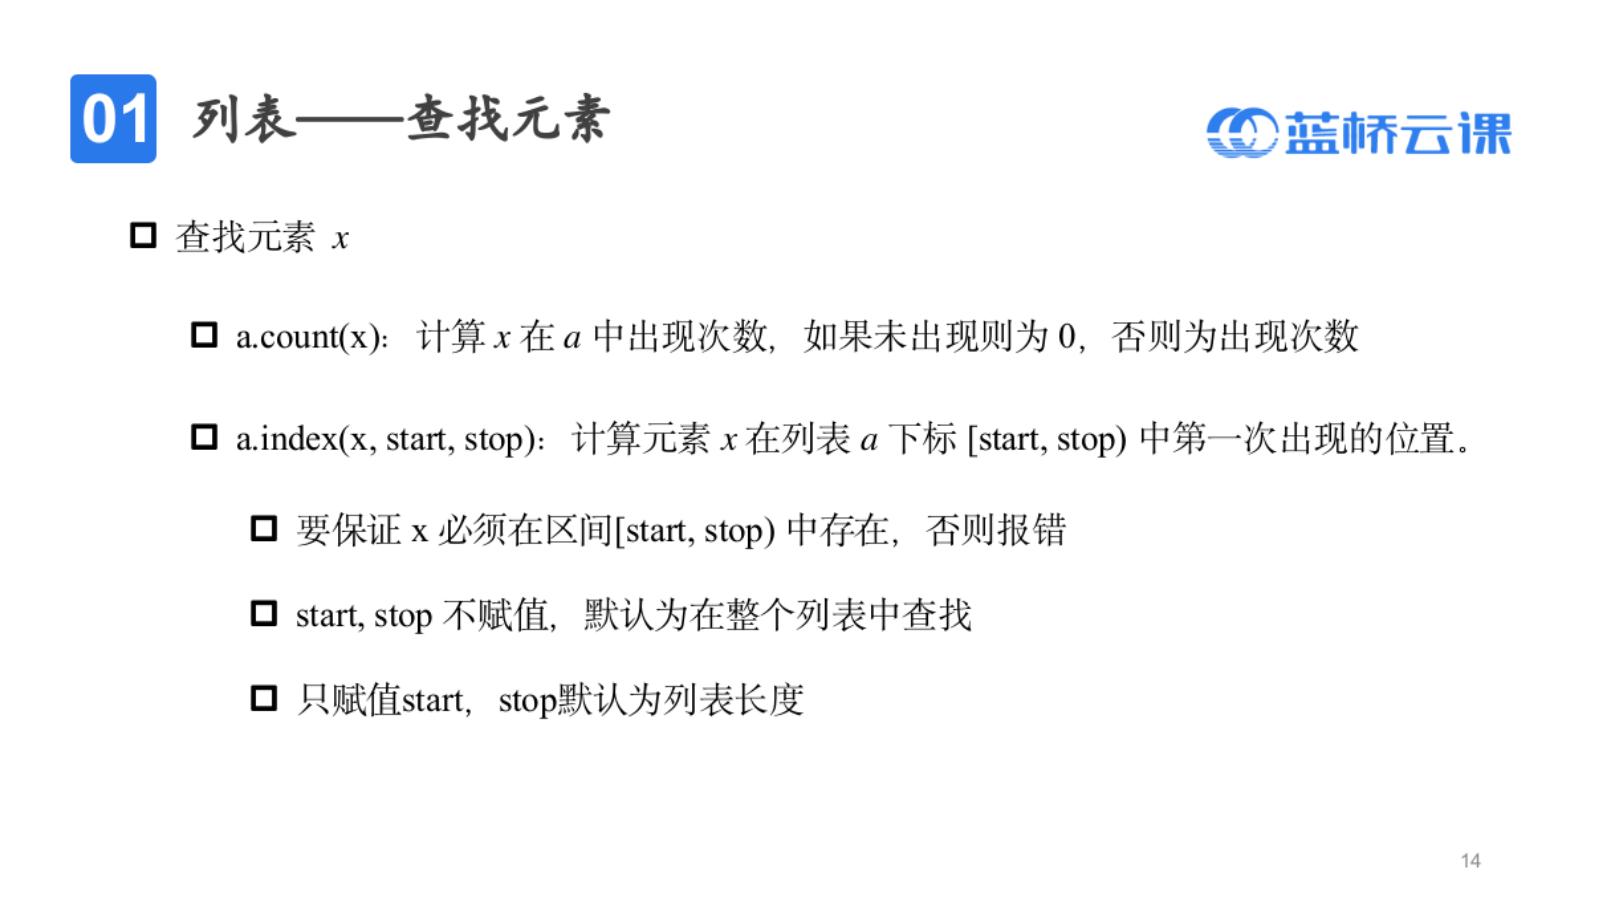 01 列表——查找元素
蓝桥云课
查找元素 x
a.count(x)： 计算 x 在 a 中出现次数，如果未出现则为 0，否则为出现次数
a.index(x, start, stop)： 计算元素 x 在列表 a 下标 [start, stop) 中第一次出现的位置。
要保证 x 必须在区间[start, stop) 中存在，否则报错
start, stop 不赋值，默认为在整个列表中查找
只赋值start，stop默认为列表长度
14